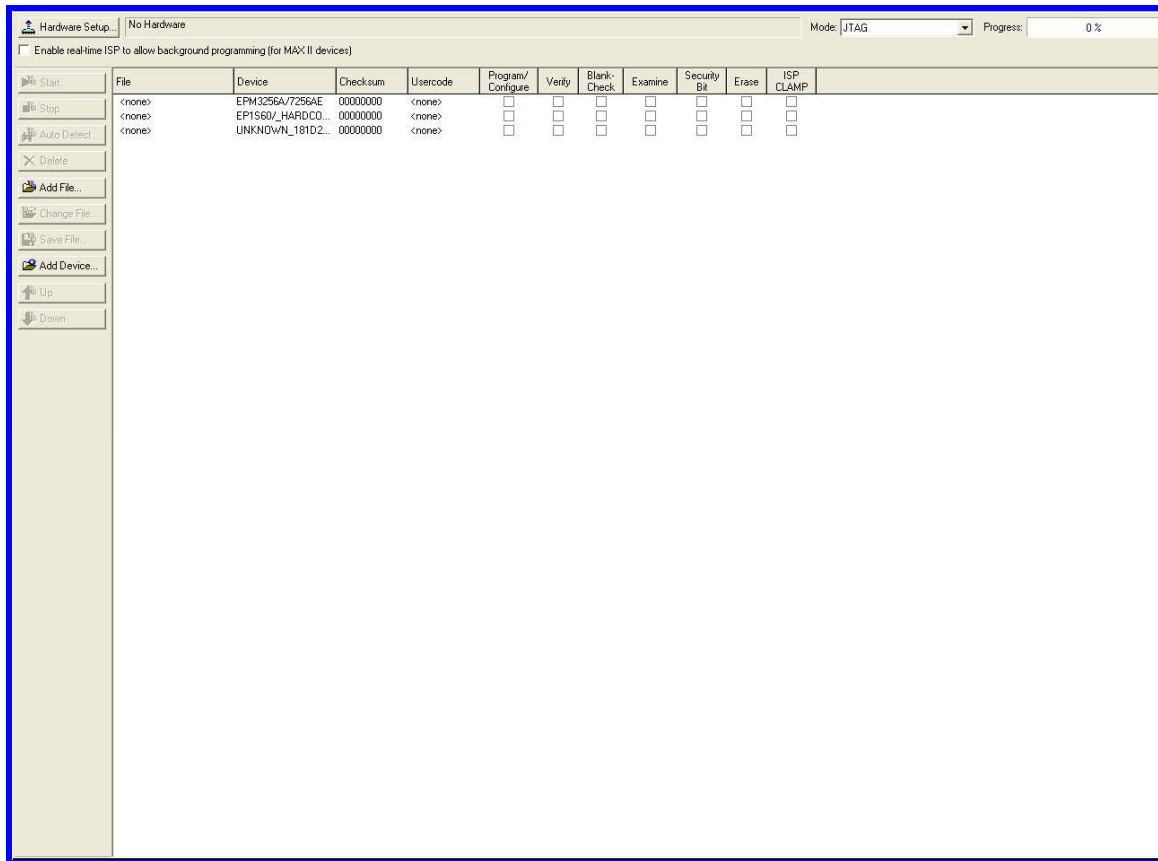 Hardware Setup... No Hardware Mode: JTAG Progress: 0 %
Enable real-time ISP to allow background programming (for MAX II devices)
Start
Stop
Auto Detect
Delete
Add File...
Change File...
Save File...
Add Device...
Up
Down
File Device Checksum Usercode Program/ Configure Verify Blank- Check Examine Security Bit Erase ISP CLAMP
<none> EPM3256A/7256AE 00000000 <none>
<none> EP1S60/_HARDCO... 00000000 <none>
<none> UNKNOWN_181D2... 00000000 <none>